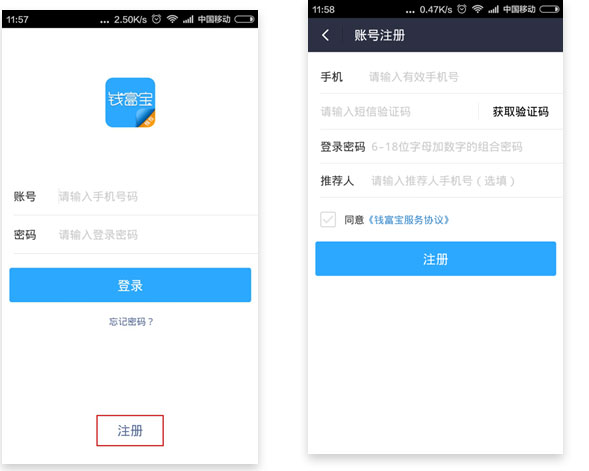 11:57 ... 2.50K/s 中国移动
钱富宝
账号 请输入手机号码
密码 请输入登录密码
登录
忘记密码？
注册
11:58 ... 0.47K/s 中国移动
账号注册
手机 请输入有效手机号
请输入短信验证码 获取验证码
登录密码 6-18位字母加数字的组合密码
推荐人 请输入推荐人手机号（选填）
同意《钱富宝服务协议》
注册